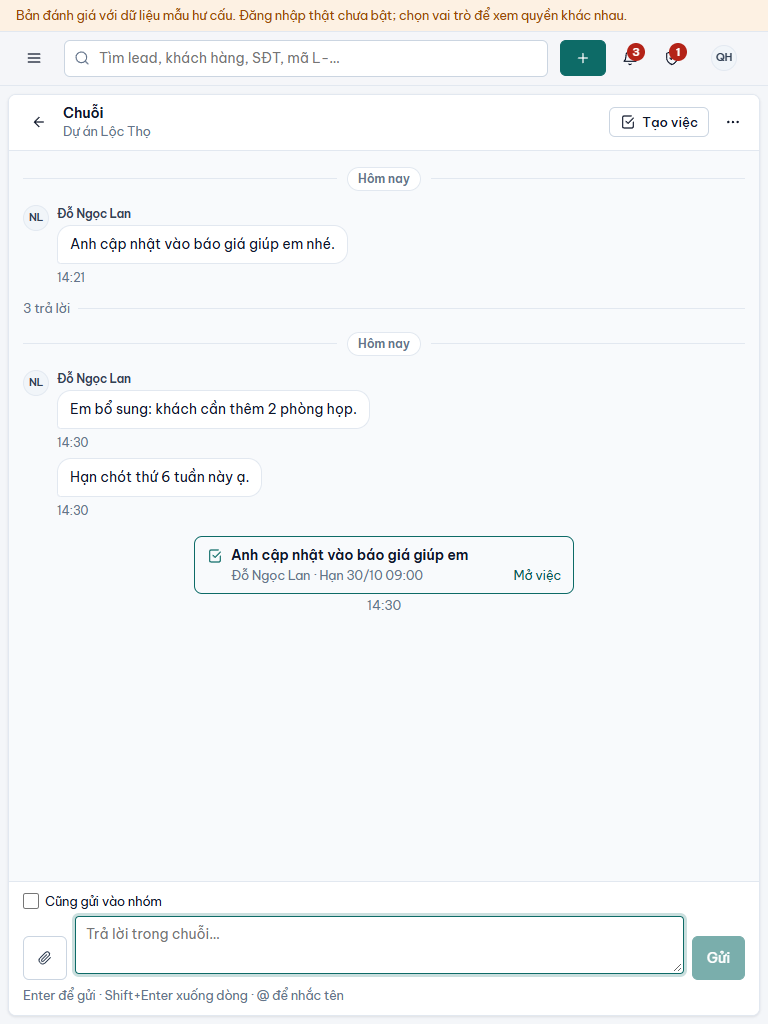 Bản đánh giá với dữ liệu mẫu hư cấu. Đăng nhập thật chưa bật; chọn vai trò để xem quyền khác nhau.
Tìm lead, khách hàng, SĐT, mã L-...
3
1
QH
Chuỗi
Dự án Lộc Thọ
Tạo việc
Hôm nay
NL
Đỗ Ngọc Lan
Anh cập nhật vào báo giá giúp em nhé.
14:21
3 trả lời
Hôm nay
NL
Đỗ Ngọc Lan
Em bổ sung: khách cần thêm 2 phòng họp.
14:30
Hạn chót thứ 6 tuần này ạ.
14:30
Anh cập nhật vào báo giá giúp em
Đỗ Ngọc Lan · Hạn 30/10 09:00
Mở việc
14:30
Cũng gửi vào nhóm
Trả lời trong chuỗi...
Gửi
Enter để gửi · Shift+Enter xuống dòng · @ để nhắc tên